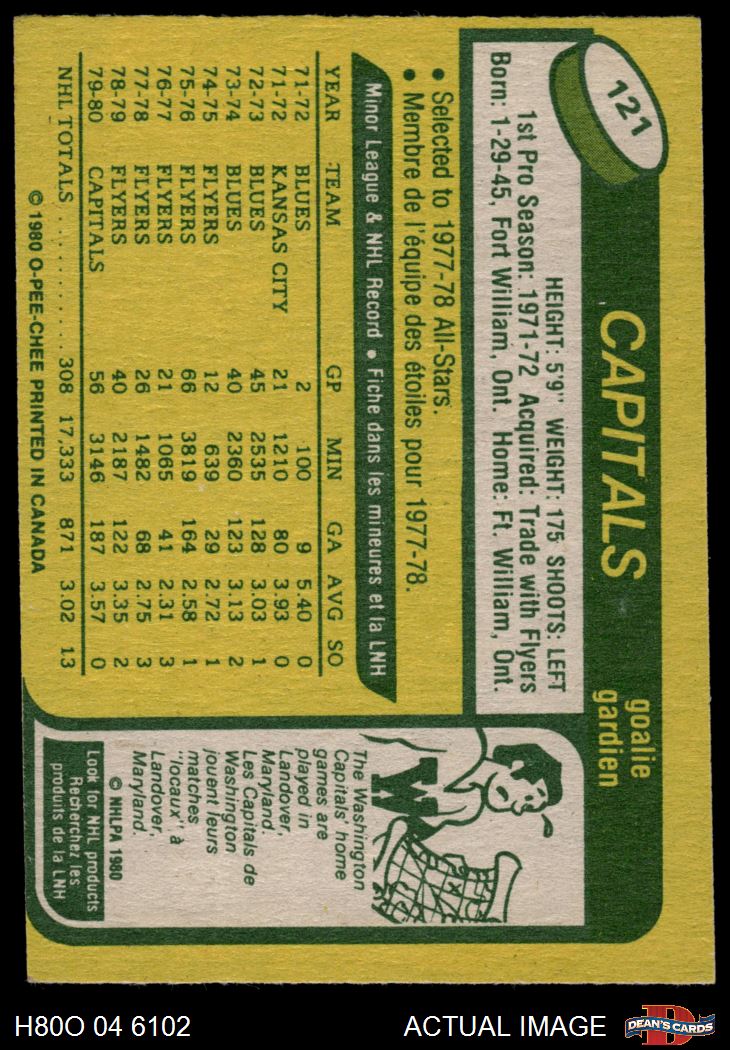 121
CAPITALS
goalie
gardien
HEIGHT: 5'9" WEIGHT: 175 SHOOTS: LEFT
1st Pro Season: 1971-72 Acquired: Trade with Flyers
Born: 1-29-45, Fort William, Ont. Home: Ft. William, Ont.
• Selected to 1977-78 All-Stars.
• Membre de l'équipe des étoiles pour 1977-78.
Minor League & NHL Record • Fiche dans les mineures et la LNH
YEAR TEAM GP MIN GA AVG SO
71-72 BLUES 2 100 9 5.40 0
71-72 KANSAS CITY 21 1210 80 3.93 0
72-73 BLUES 45 2535 128 3.03 1
73-74 BLUES 40 2360 123 3.13 2
74-75 FLYERS 12 639 29 2.72 1
75-76 FLYERS 66 3819 164 2.58 1
76-77 FLYERS 21 1065 41 2.31 3
77-78 FLYERS 26 1482 68 2.75 3
78-79 FLYERS 40 2187 122 3.35 2
79-80 CAPITALS 56 3146 187 3.57 0
NHL TOTALS .......... 308 17,333 871 3.02 13
© 1980 O-PEE-CHEE PRINTED IN CANADA
The Washington
Capitals' home
games are
played in
Landover,
Maryland.
Les Capitals de
Washington
jouent leurs
matches
"locaux" à
Landover,
Maryland.
© NHLPA 1980
Look for NHL products
Recherchez les
produits de la LNH
H80O 04 6102
ACTUAL IMAGE
D
DEAN'S CARDS